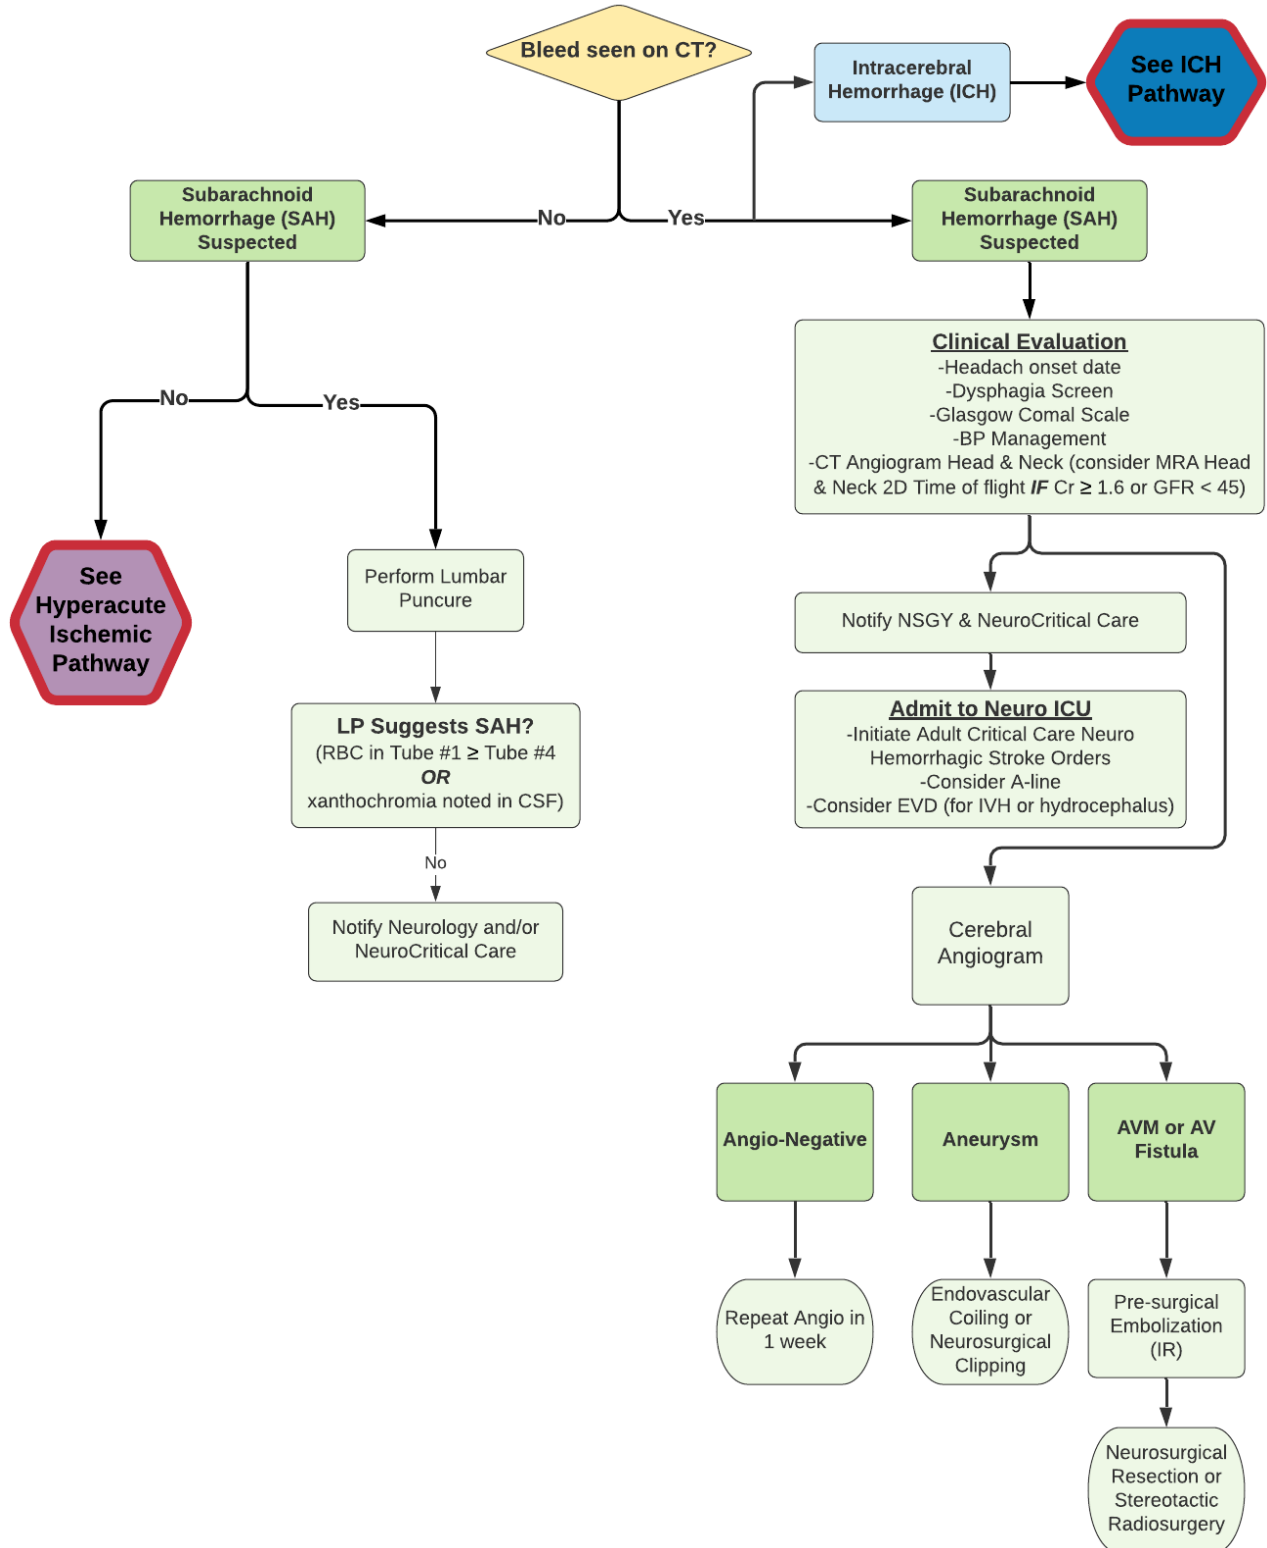 Bleed seen on CT?
Intracerebral
Hemorrhage (ICH)
See ICH
Pathway
No
Yes
Subarachnoid
Hemorrhage (SAH)
Suspected
Subarachnoid
Hemorrhage (SAH)
Suspected
Clinical Evaluation
-Headach onset date
-Dysphagia Screen
-Glasgow Comal Scale
-BP Management
-CT Angiogram Head & Neck (consider MRA Head
& Neck 2D Time of flight IF Cr ≥ 1.6 or GFR < 45)
No
Yes
See
Hyperacute
Ischemic
Pathway
Perform Lumbar
Puncure
LP Suggests SAH?
(RBC in Tube #1 ≥ Tube #4
OR
xanthochromia noted in CSF)
No
Notify Neurology and/or
NeuroCritical Care
Notify NSGY & NeuroCritical Care
Admit to Neuro ICU
-Initiate Adult Critical Care Neuro
Hemorrhagic Stroke Orders
-Consider A-line
-Consider EVD (for IVH or hydrocephalus)
Cerebral
Angiogram
Angio-Negative
Aneurysm
AVM or AV
Fistula
Repeat Angio in
1 week
Endovascular
Coiling or
Neurosurgical
Clipping
Pre-surgical
Embolization
(IR)
Neurosurgical
Resection or
Stereotactic
Radiosurgery